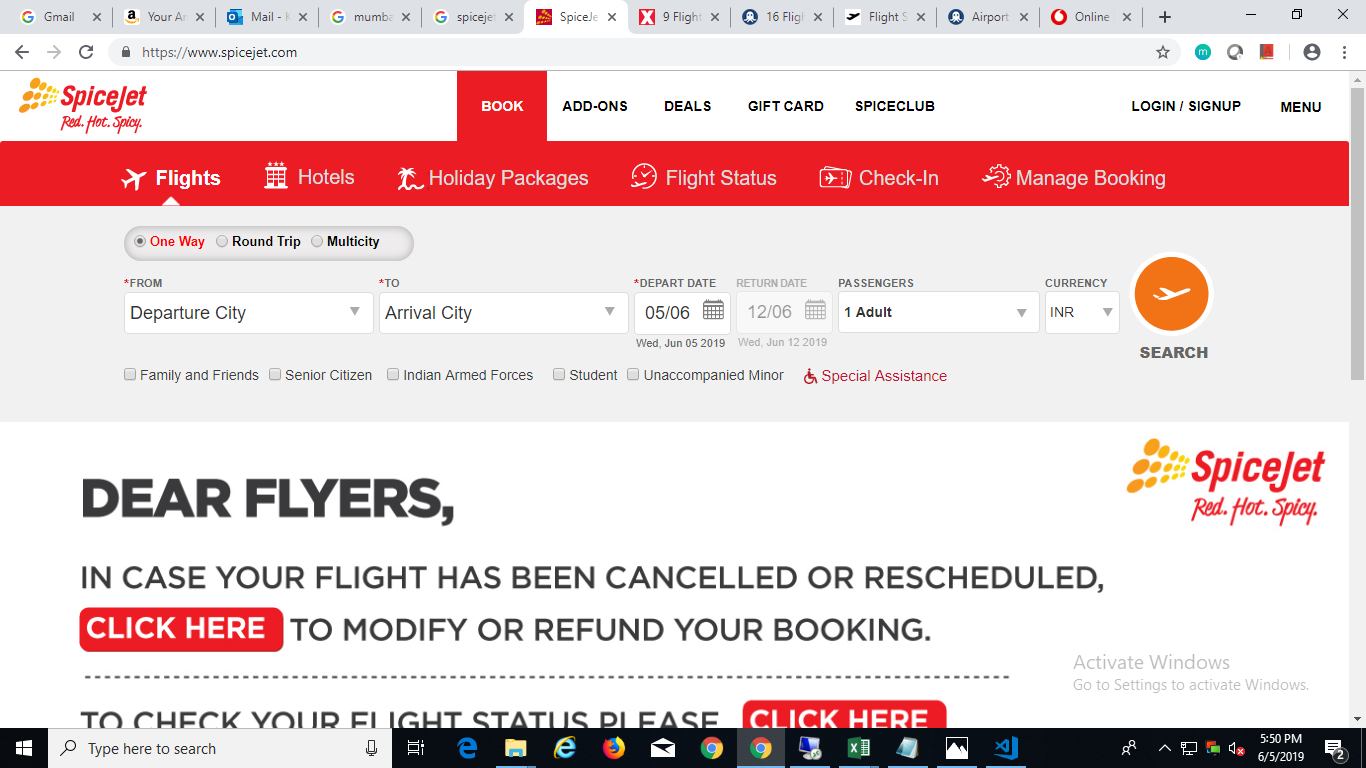 Gmail
Your Ar
Mail - K
mumba
spicejet
SpiceJe
9 Flight
16 Fligh
Flight S
Airport
Online
https://www.spicejet.com
SpiceJet
Red. Hot. Spicy.
BOOK
ADD-ONS
DEALS
GIFT CARD
SPICECLUB
LOGIN / SIGNUP
MENU
Flights
Hotels
Holiday Packages
Flight Status
Check-In
Manage Booking
One Way
Round Trip
Multicity
*FROM
*TO
*DEPART DATE
RETURN DATE
PASSENGERS
CURRENCY
Departure City
Arrival City
05/06
12/06
1 Adult
INR
Wed, Jun 05 2019
Wed, Jun 12 2019
SEARCH
Family and Friends
Senior Citizen
Indian Armed Forces
Student
Unaccompanied Minor
Special Assistance
SpiceJet
Red. Hot. Spicy.
DEAR FLYERS,
IN CASE YOUR FLIGHT HAS BEEN CANCELLED OR RESCHEDULED,
CLICK HERE TO MODIFY OR REFUND YOUR BOOKING.
TO CHECK YOUR FLIGHT STATUS PLEASE CLICK HERE
Activate Windows
Go to Settings to activate Windows.
Type here to search
5:50 PM
6/5/2019
2